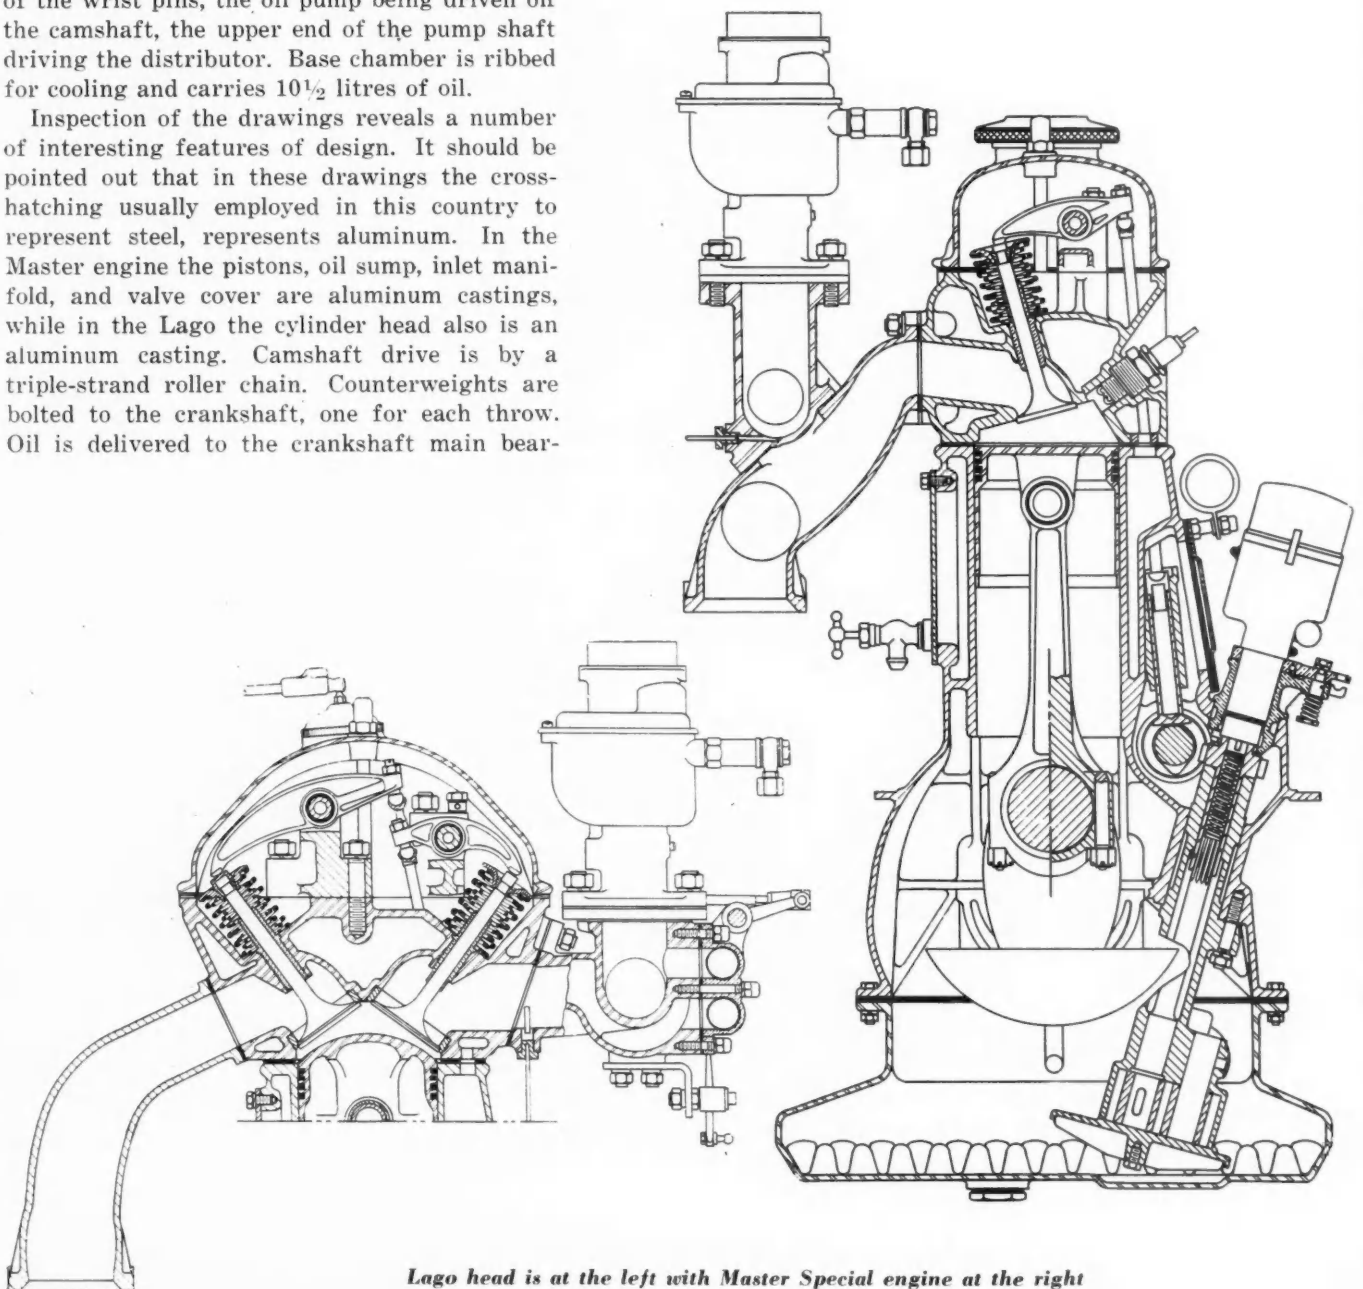 of the wrist pins, the oil pump being driven off
the camshaft, the upper end of the pump shaft
driving the distributor. Base chamber is ribbed
for cooling and carries 10½ litres of oil.
Inspection of the drawings reveals a number
of interesting features of design. It should be
pointed out that in these drawings the cross-
hatching usually employed in this country to
represent steel, represents aluminum. In the
Master engine the pistons, oil sump, inlet mani-
fold, and valve cover are aluminum castings,
while in the Lago the cylinder head also is an
aluminum casting. Camshaft drive is by a
triple-strand roller chain. Counterweights are
bolted to the crankshaft, one for each throw.
Oil is delivered to the crankshaft main bear-
Lago head is at the left with Master Special engine at the right